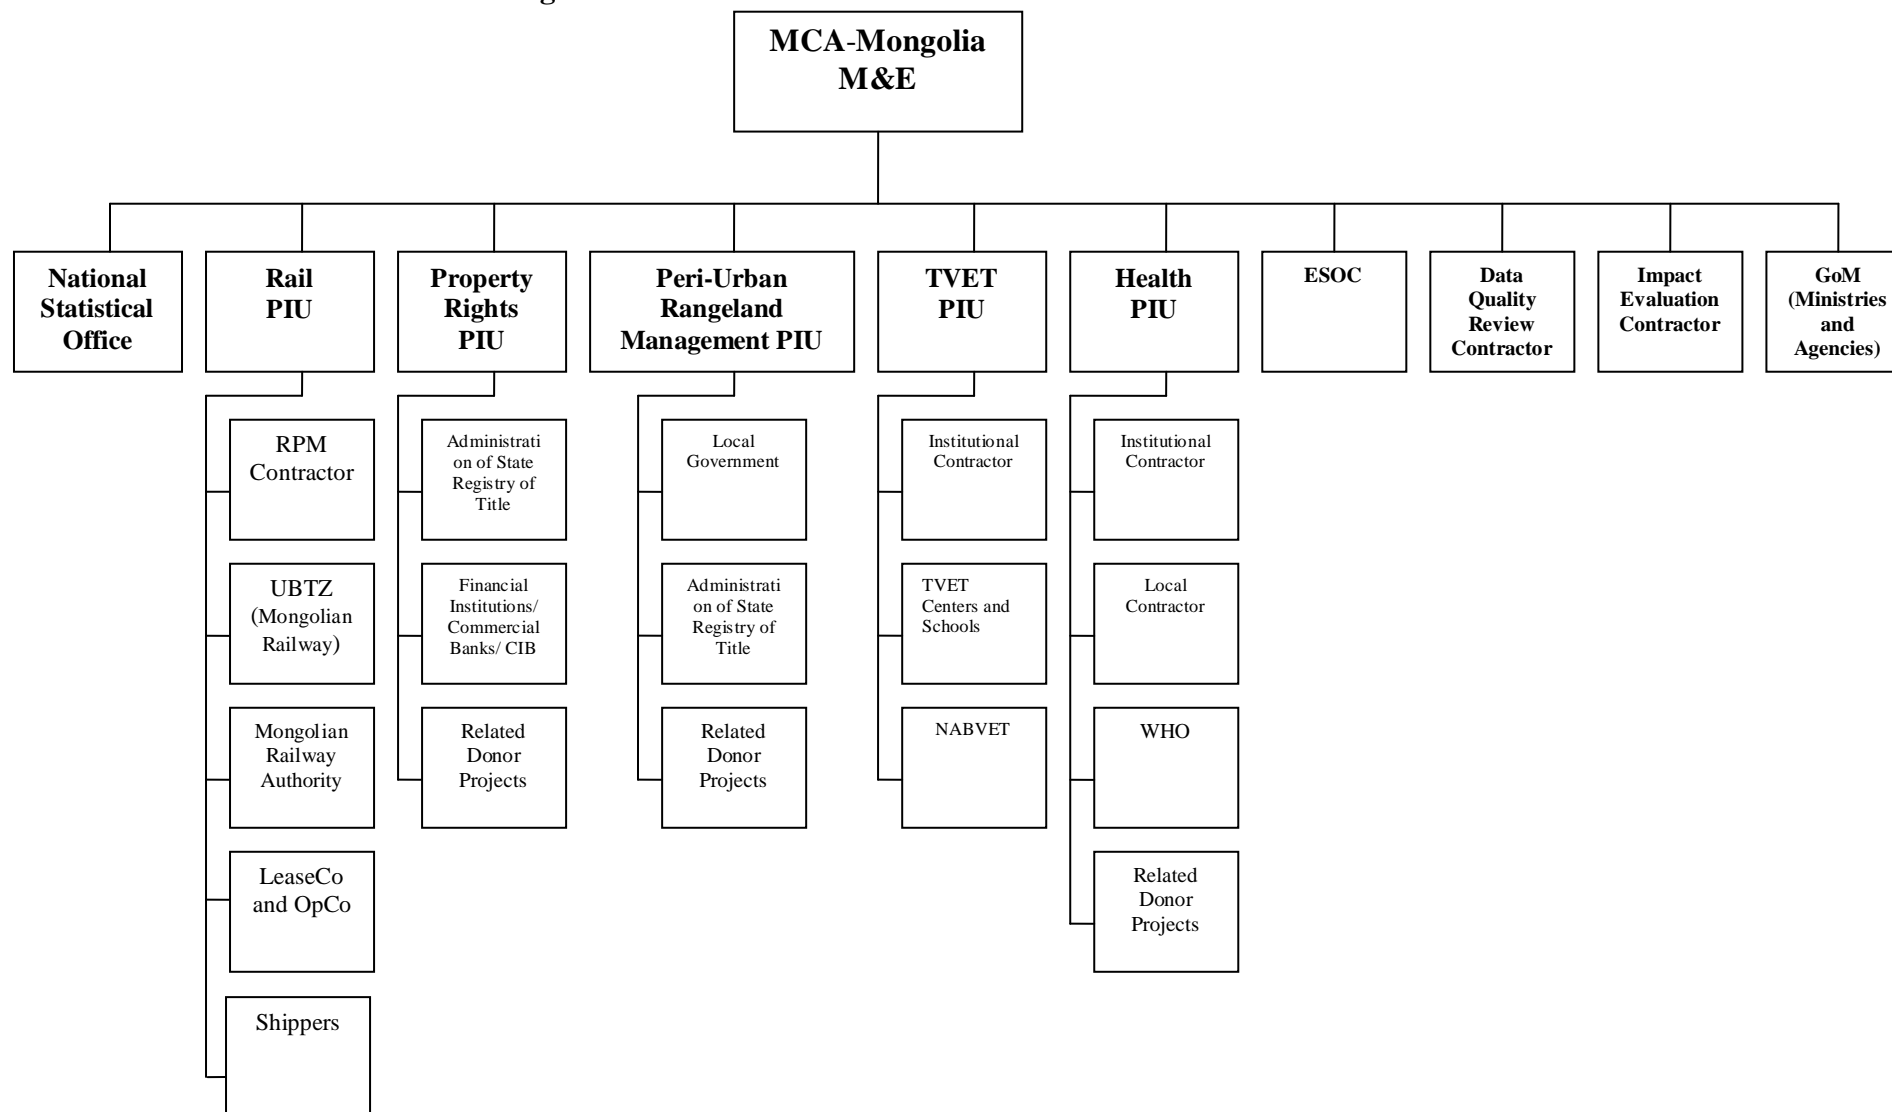 MCA-Mongolia
M&E
National
Statistical
Office
Rail
PIU
Property
Rights
PIU
Peri-Urban
Rangeland
Management PIU
TVET
PIU
Health
PIU
ESOC
Data
Quality
Review
Contractor
Impact
Evaluation
Contractor
GoM
(Ministries
and
Agencies)
RPM
Contractor
UBTZ
(Mongolian
Railway)
Mongolian
Railway
Authority
LeaseCo
and OpCo
Shippers
Administrati
on of State
Registry of
Title
Financial
Institutions/
Commercial
Banks/ CIB
Related
Donor
Projects
Local
Government
Administrati
on of State
Registry of
Title
Related
Donor
Projects
Institutional
Contractor
TVET
Centers and
Schools
NABVET
Institutional
Contractor
Local
Contractor
WHO
Related
Donor
Projects